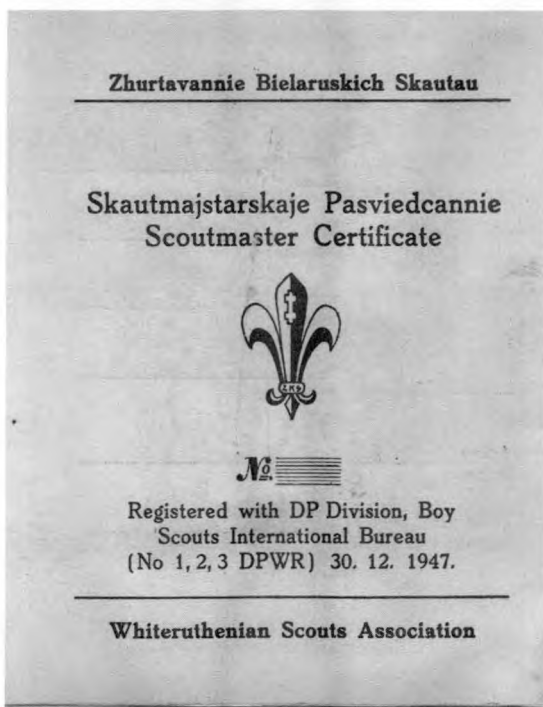 Zhurtavannie Bielaruskich Skautau
Skautmajstarskaje Pasviedcannie
Scoutmaster Certificate
№
Registered with DP Division, Boy
Scouts International Bureau
(No 1, 2, 3 DPWR) 30. 12. 1947.
Whiteruthenian Scouts Association